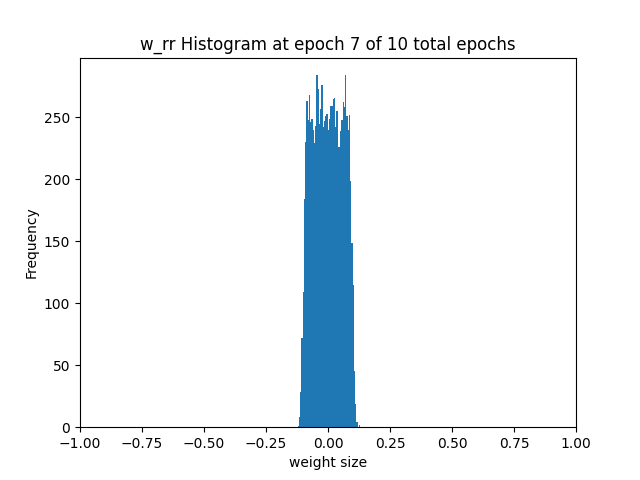 w_rr Histogram at epoch 7 of 10 total epochs
Frequency
250
200
150
100
50
0
−1.00 −0.75 −0.50 −0.25 0.00 0.25 0.50 0.75 1.00
weight size